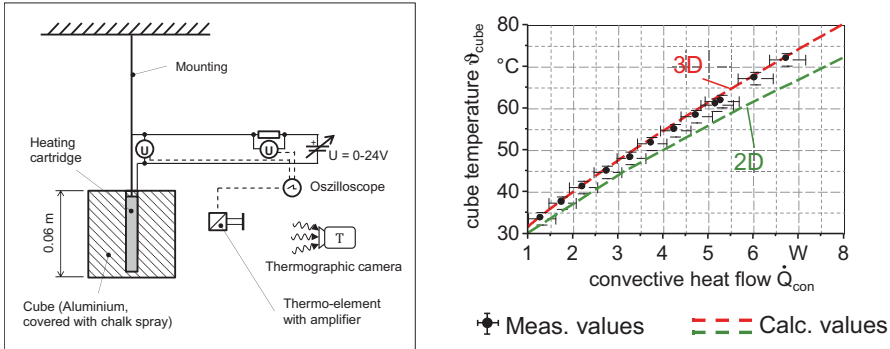 Mounting
Heating
cartridge
U
U
U = 0-24V
Oszilloscope
0.06 m
T
Thermographic camera
Cube (Aluminium,
covered with chalk spray)
Thermo-element
with amplifier
cube temperature ϑcube
80
°C
60
50
40
30
3D
2D
1 2 3 4 5 6 W 8
convective heat flow Q̇con
Meas. values
Calc. values